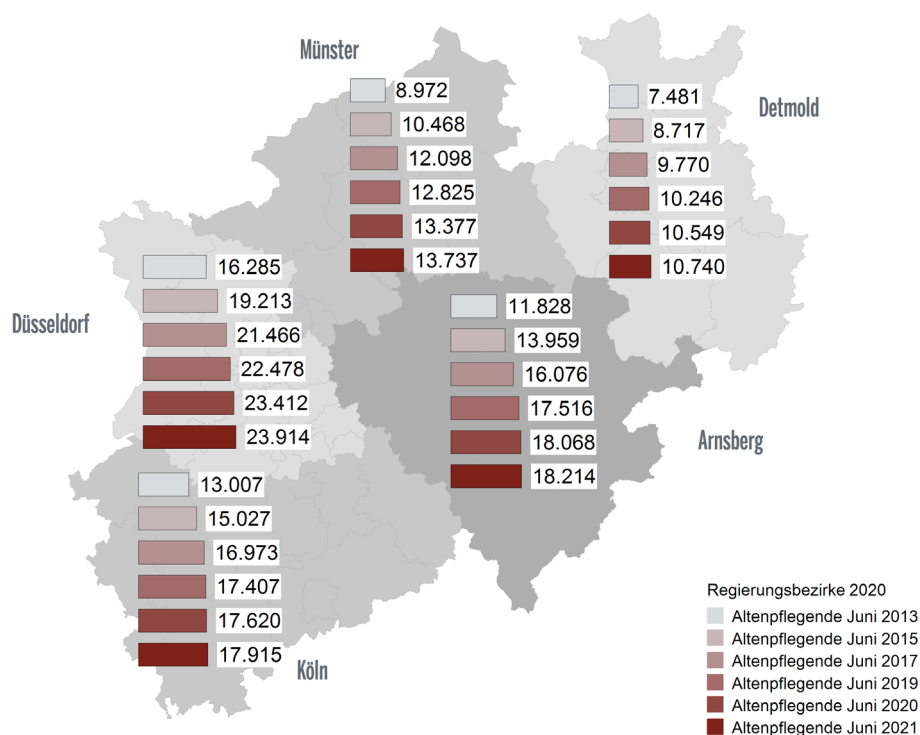 Münster
8.972
10.468
12.098
12.825
13.377
13.737
Detmold
7.481
8.717
9.770
10.246
10.549
10.740
Düsseldorf
16.285
19.213
21.466
22.478
23.412
23.914
Arnsberg
11.828
13.959
16.076
17.516
18.068
18.214
Köln
13.007
15.027
16.973
17.407
17.620
17.915
Regierungsbezirke 2020
Altenpflegende Juni 2013
Altenpflegende Juni 2015
Altenpflegende Juni 2017
Altenpflegende Juni 2019
Altenpflegende Juni 2020
Altenpflegende Juni 2021